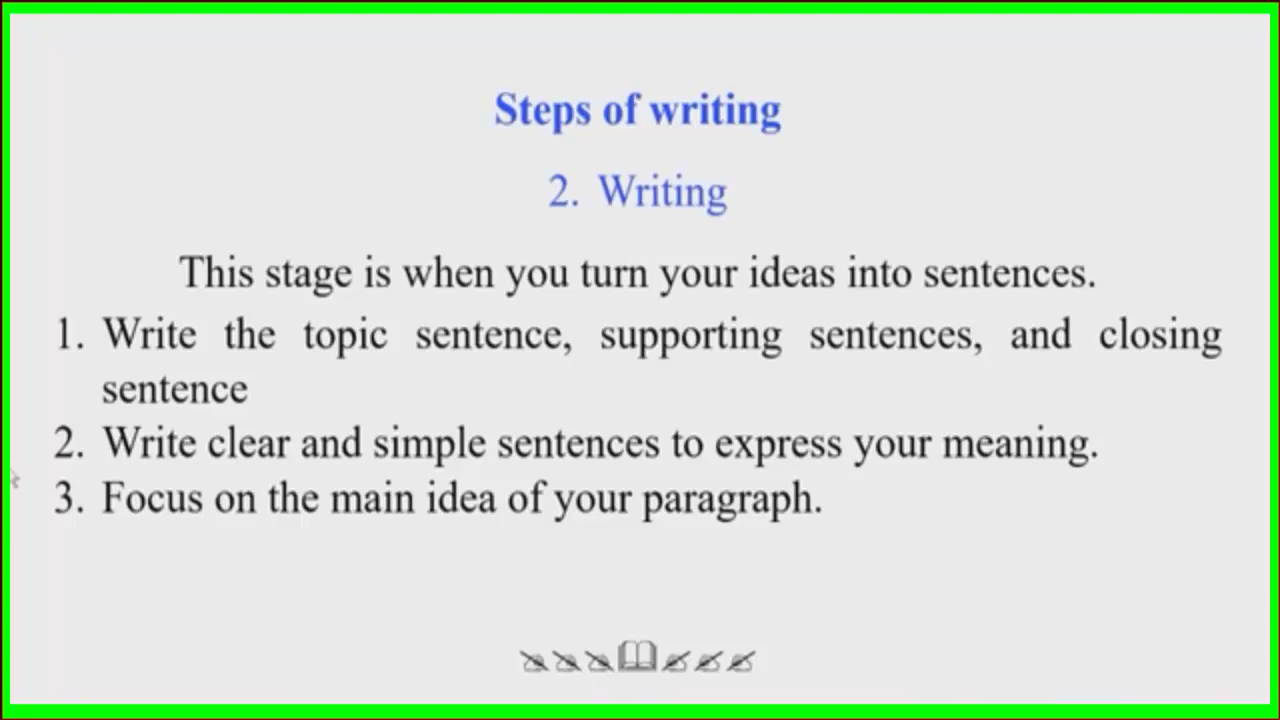 Steps of writing
2. Writing
This stage is when you turn your ideas into sentences.
1. Write the topic sentence, supporting sentences, and closing
sentence
2. Write clear and simple sentences to express your meaning.
3. Focus on the main idea of your paragraph.